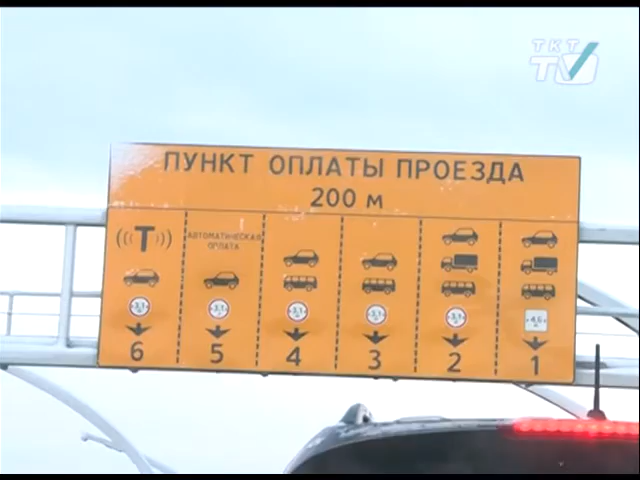 ТКТ
TV
ПУНКТ ОПЛАТЫ ПРОЕЗДА
200 м
Т
АВТОМАТИЧЕСКАЯ
ОПЛАТА
3,1 3,1 3,1 3,1 3,1 4,6
6 5 4 3 2 1